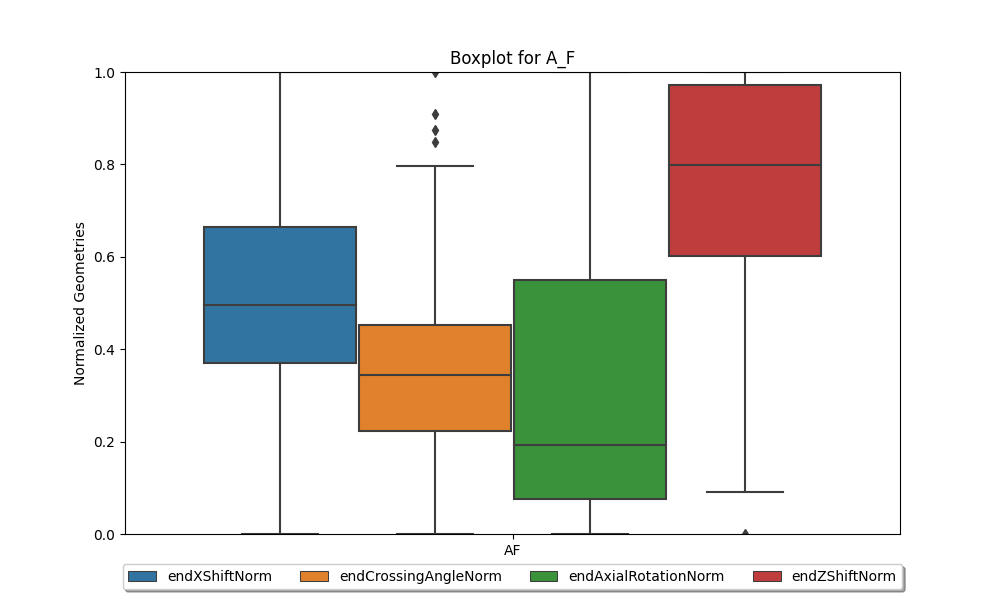 Boxplot for A_F
1.0
0.8
0.6
0.4
0.2
0.0
Normalized Geometries
AF
endXShiftNorm endCrossingAngleNorm endAxialRotationNorm endZShiftNorm